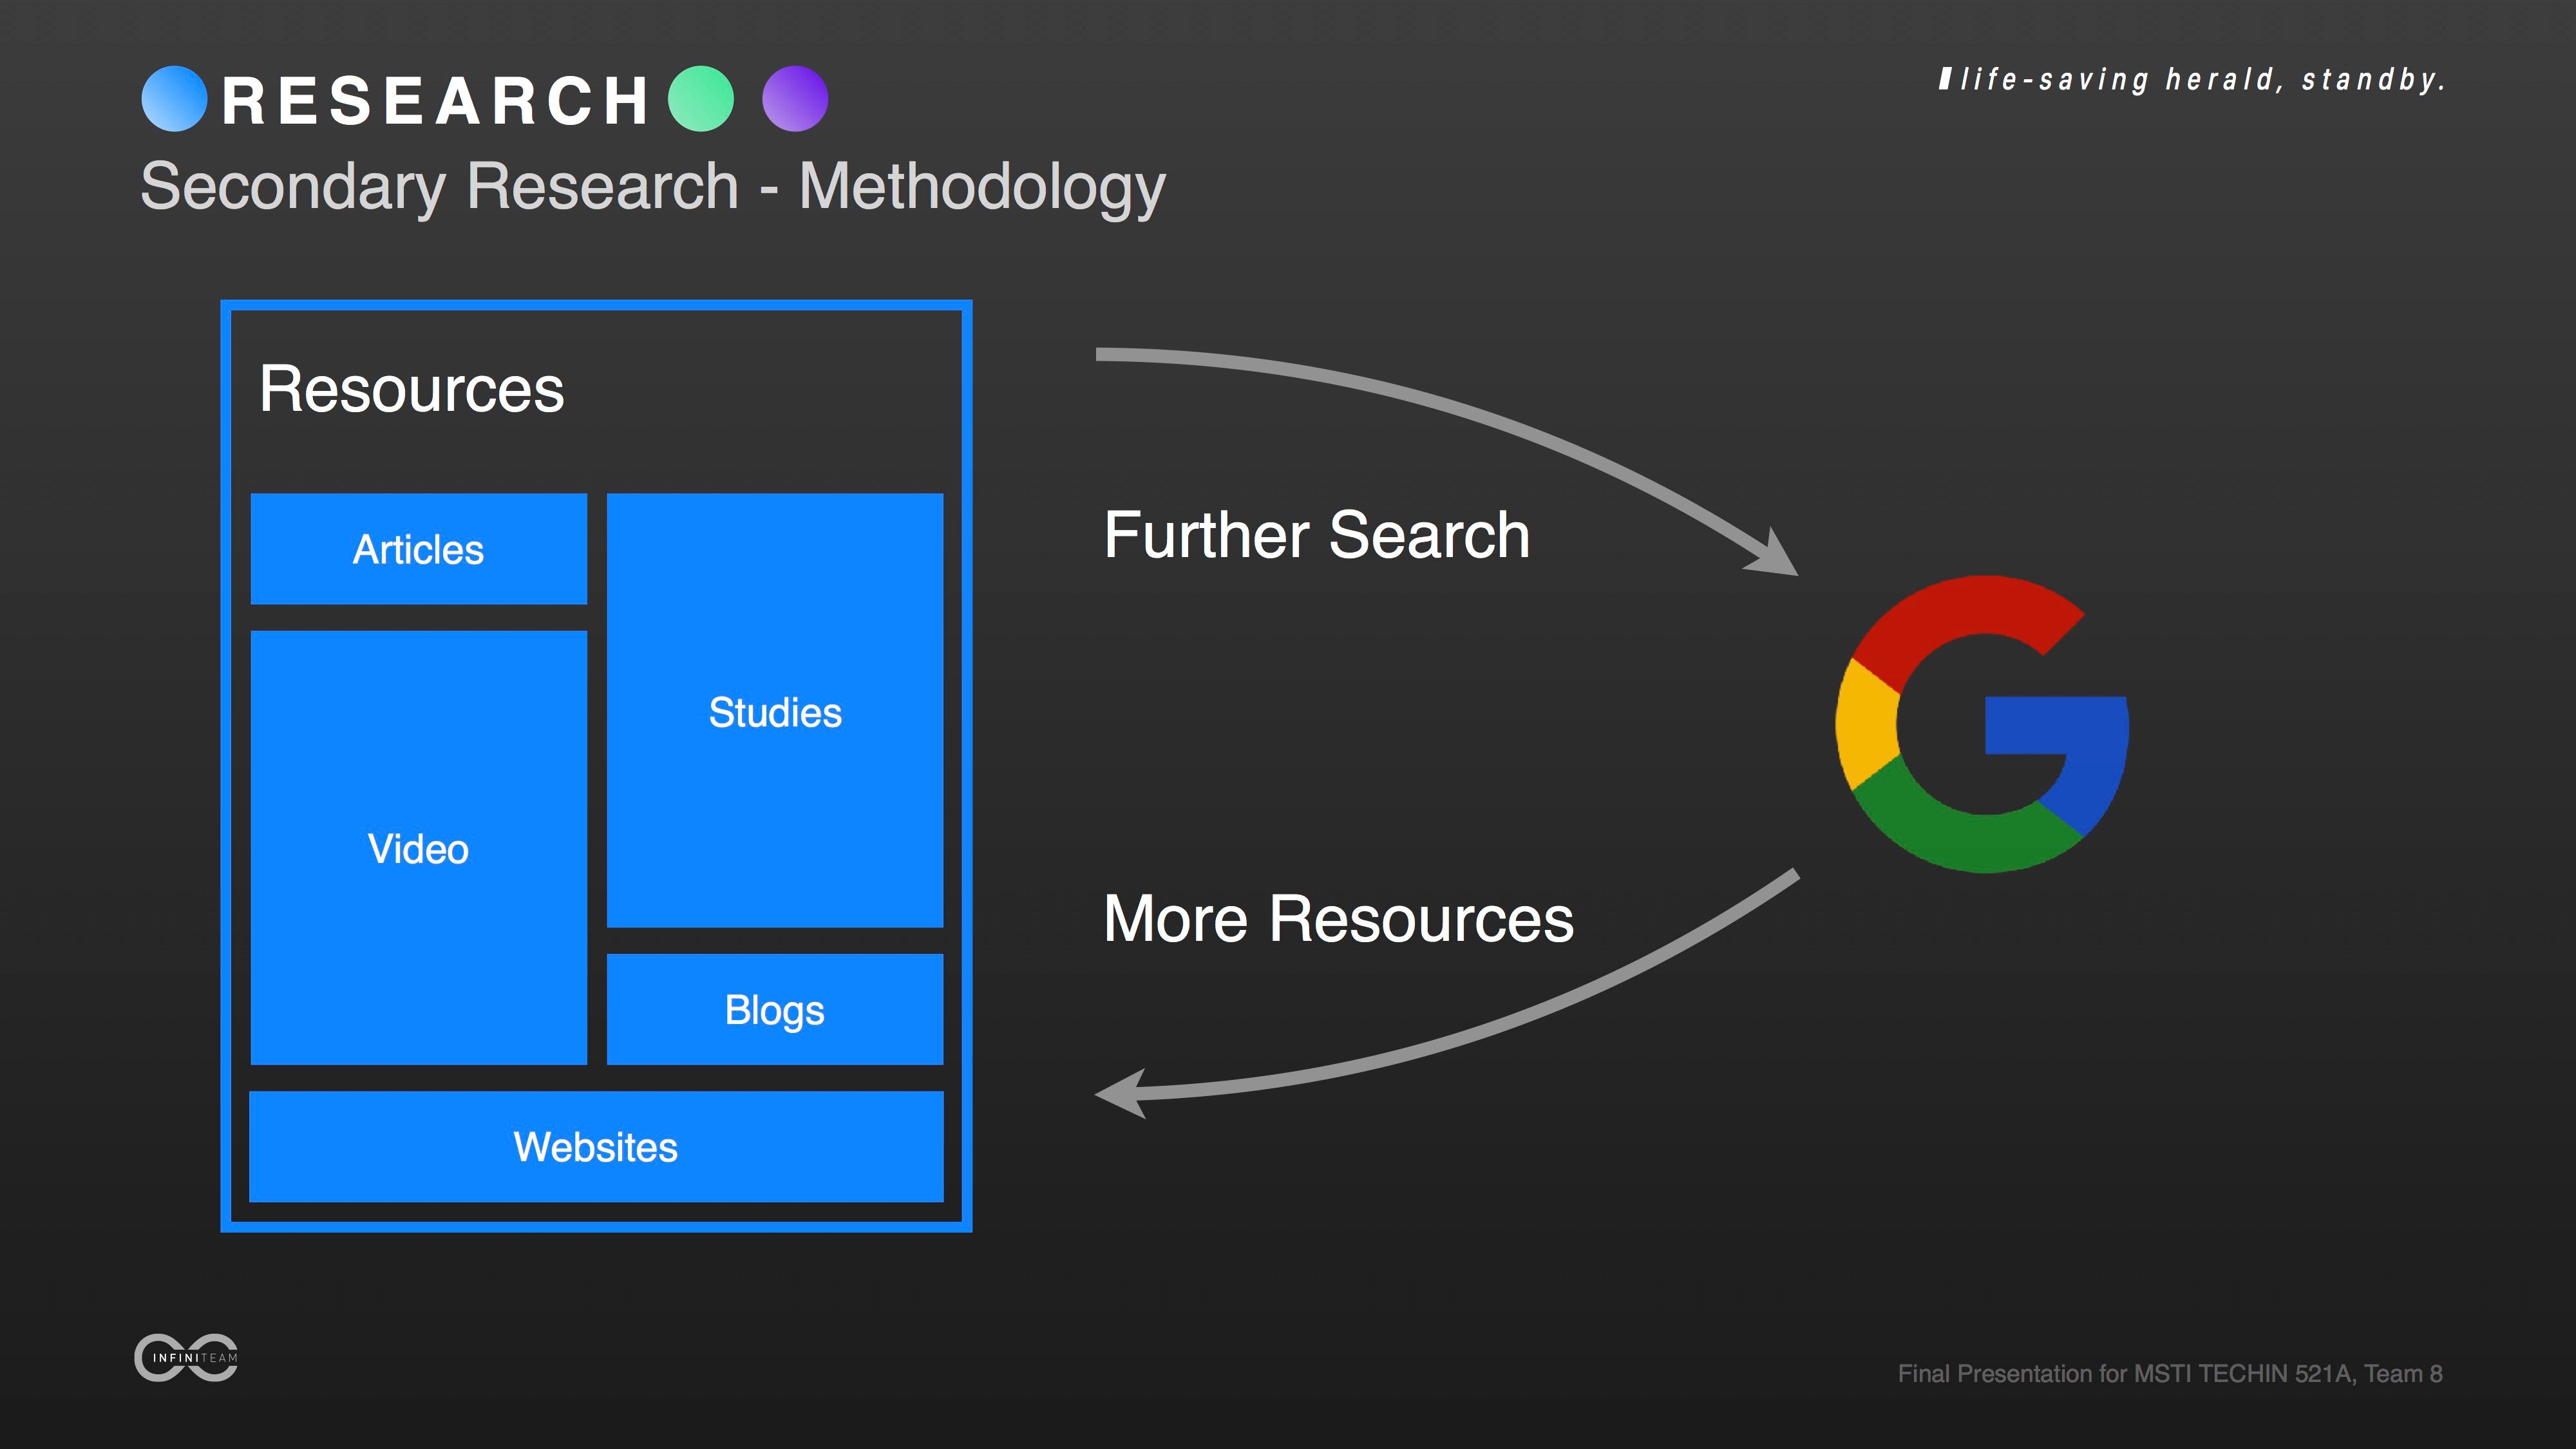 RESEARCH
life-saving herald, standby.
Secondary Research - Methodology
Resources
Articles
Studies
Video
Blogs
Websites
Further Search
More Resources
INFINITEAM
Final Presentation for MSTI TECHIN 521A, Team 8